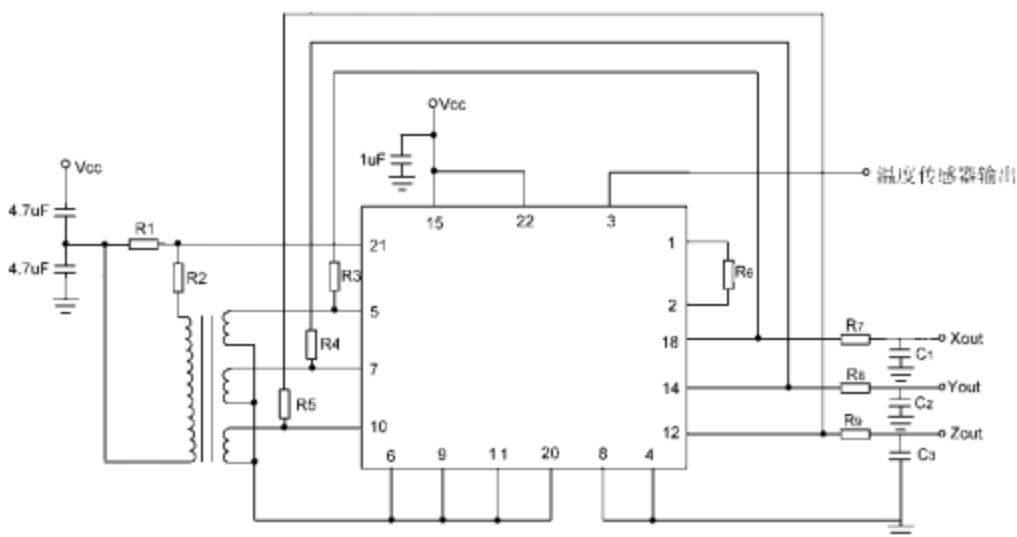 Vcc
1uF
Vcc
温度传感器输出
4.7uF
15
22
3
R1
21
1
4.7uF
R2
R3
R6
2
5
R4
18
R7
Xout
C1
7
14
R8
Yout
R5
C2
10
12
R9
Zout
6
9
11
20
8
4
C3